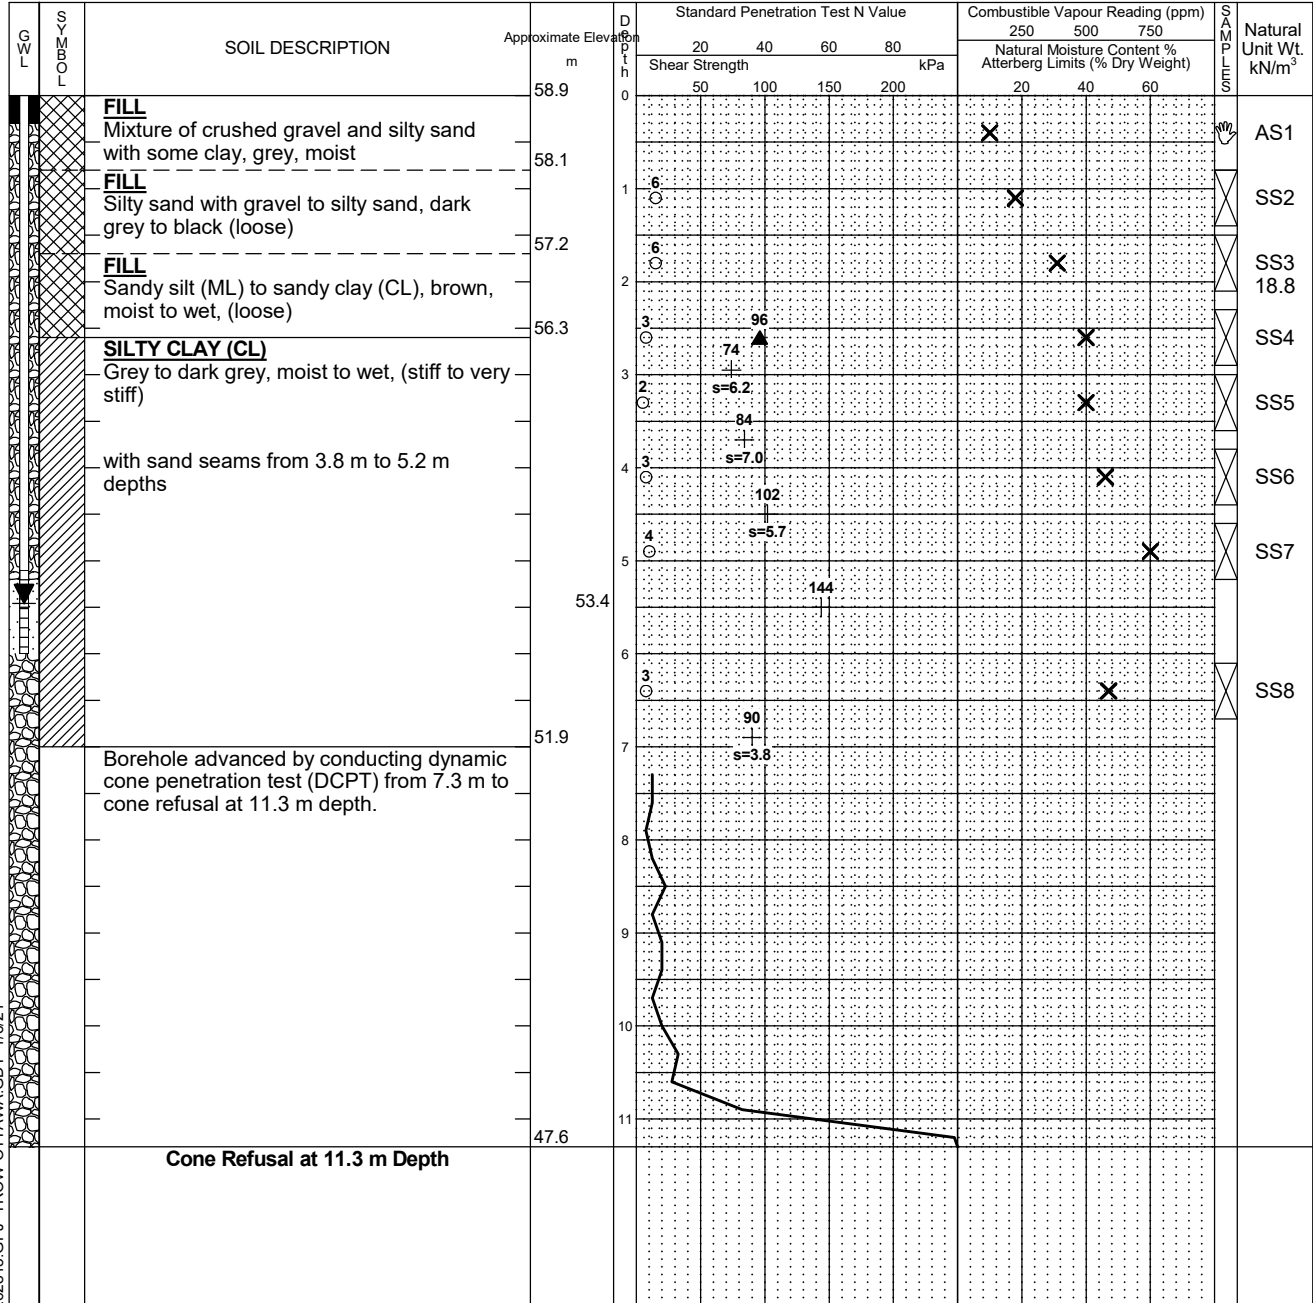 GWL
SYMBOL
SOIL DESCRIPTION
Approximate Elevation
m
Depth
Standard Penetration Test N Value
20 40 60 80
Shear Strength kPa
50 100 150 200
Combustible Vapour Reading (ppm)
250 500 750
Natural Moisture Content %
Atterberg Limits (% Dry Weight)
20 40 60
SAMPLES
Natural
Unit Wt.
kN/m³
58.9
0
FILL
Mixture of crushed gravel and silty sand
with some clay, grey, moist
AS1
58.1
FILL
Silty sand with gravel to silty sand, dark
grey to black (loose)
1
6
SS2
57.2
FILL
Sandy silt (ML) to sandy clay (CL), brown,
moist to wet, (loose)
6
2
SS3
18.8
56.3
SILTY CLAY (CL)
Grey to dark grey, moist to wet, (stiff to very
stiff)
3
96
SS4
74
3
s=6.2
2
SS5
84
s=7.0
with sand seams from 3.8 m to 5.2 m
depths
4
3
SS6
102
s=5.7
4
SS7
5
144
53.4
6
3
SS8
90
s=3.8
51.9
7
Borehole advanced by conducting dynamic
cone penetration test (DCPT) from 7.3 m to
cone refusal at 11.3 m depth.
8
9
10
11
47.6
Cone Refusal at 11.3 m Depth